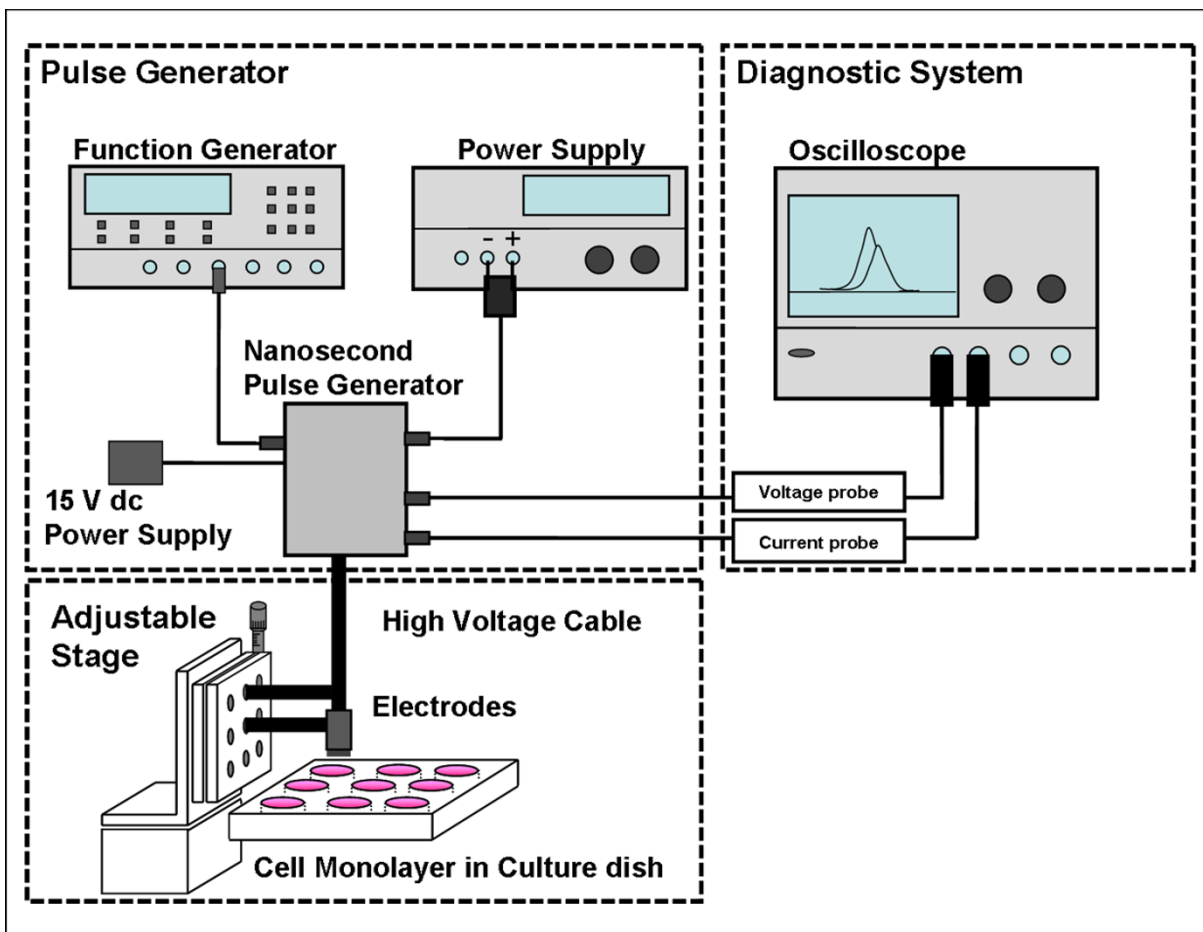 Pulse Generator
Diagnostic System
Function Generator
Power Supply
Oscilloscope
- +
Nanosecond
Pulse Generator
15 V dc
Power Supply
Voltage probe
Current probe
Adjustable
Stage
High Voltage Cable
Electrodes
Cell Monolayer in Culture dish